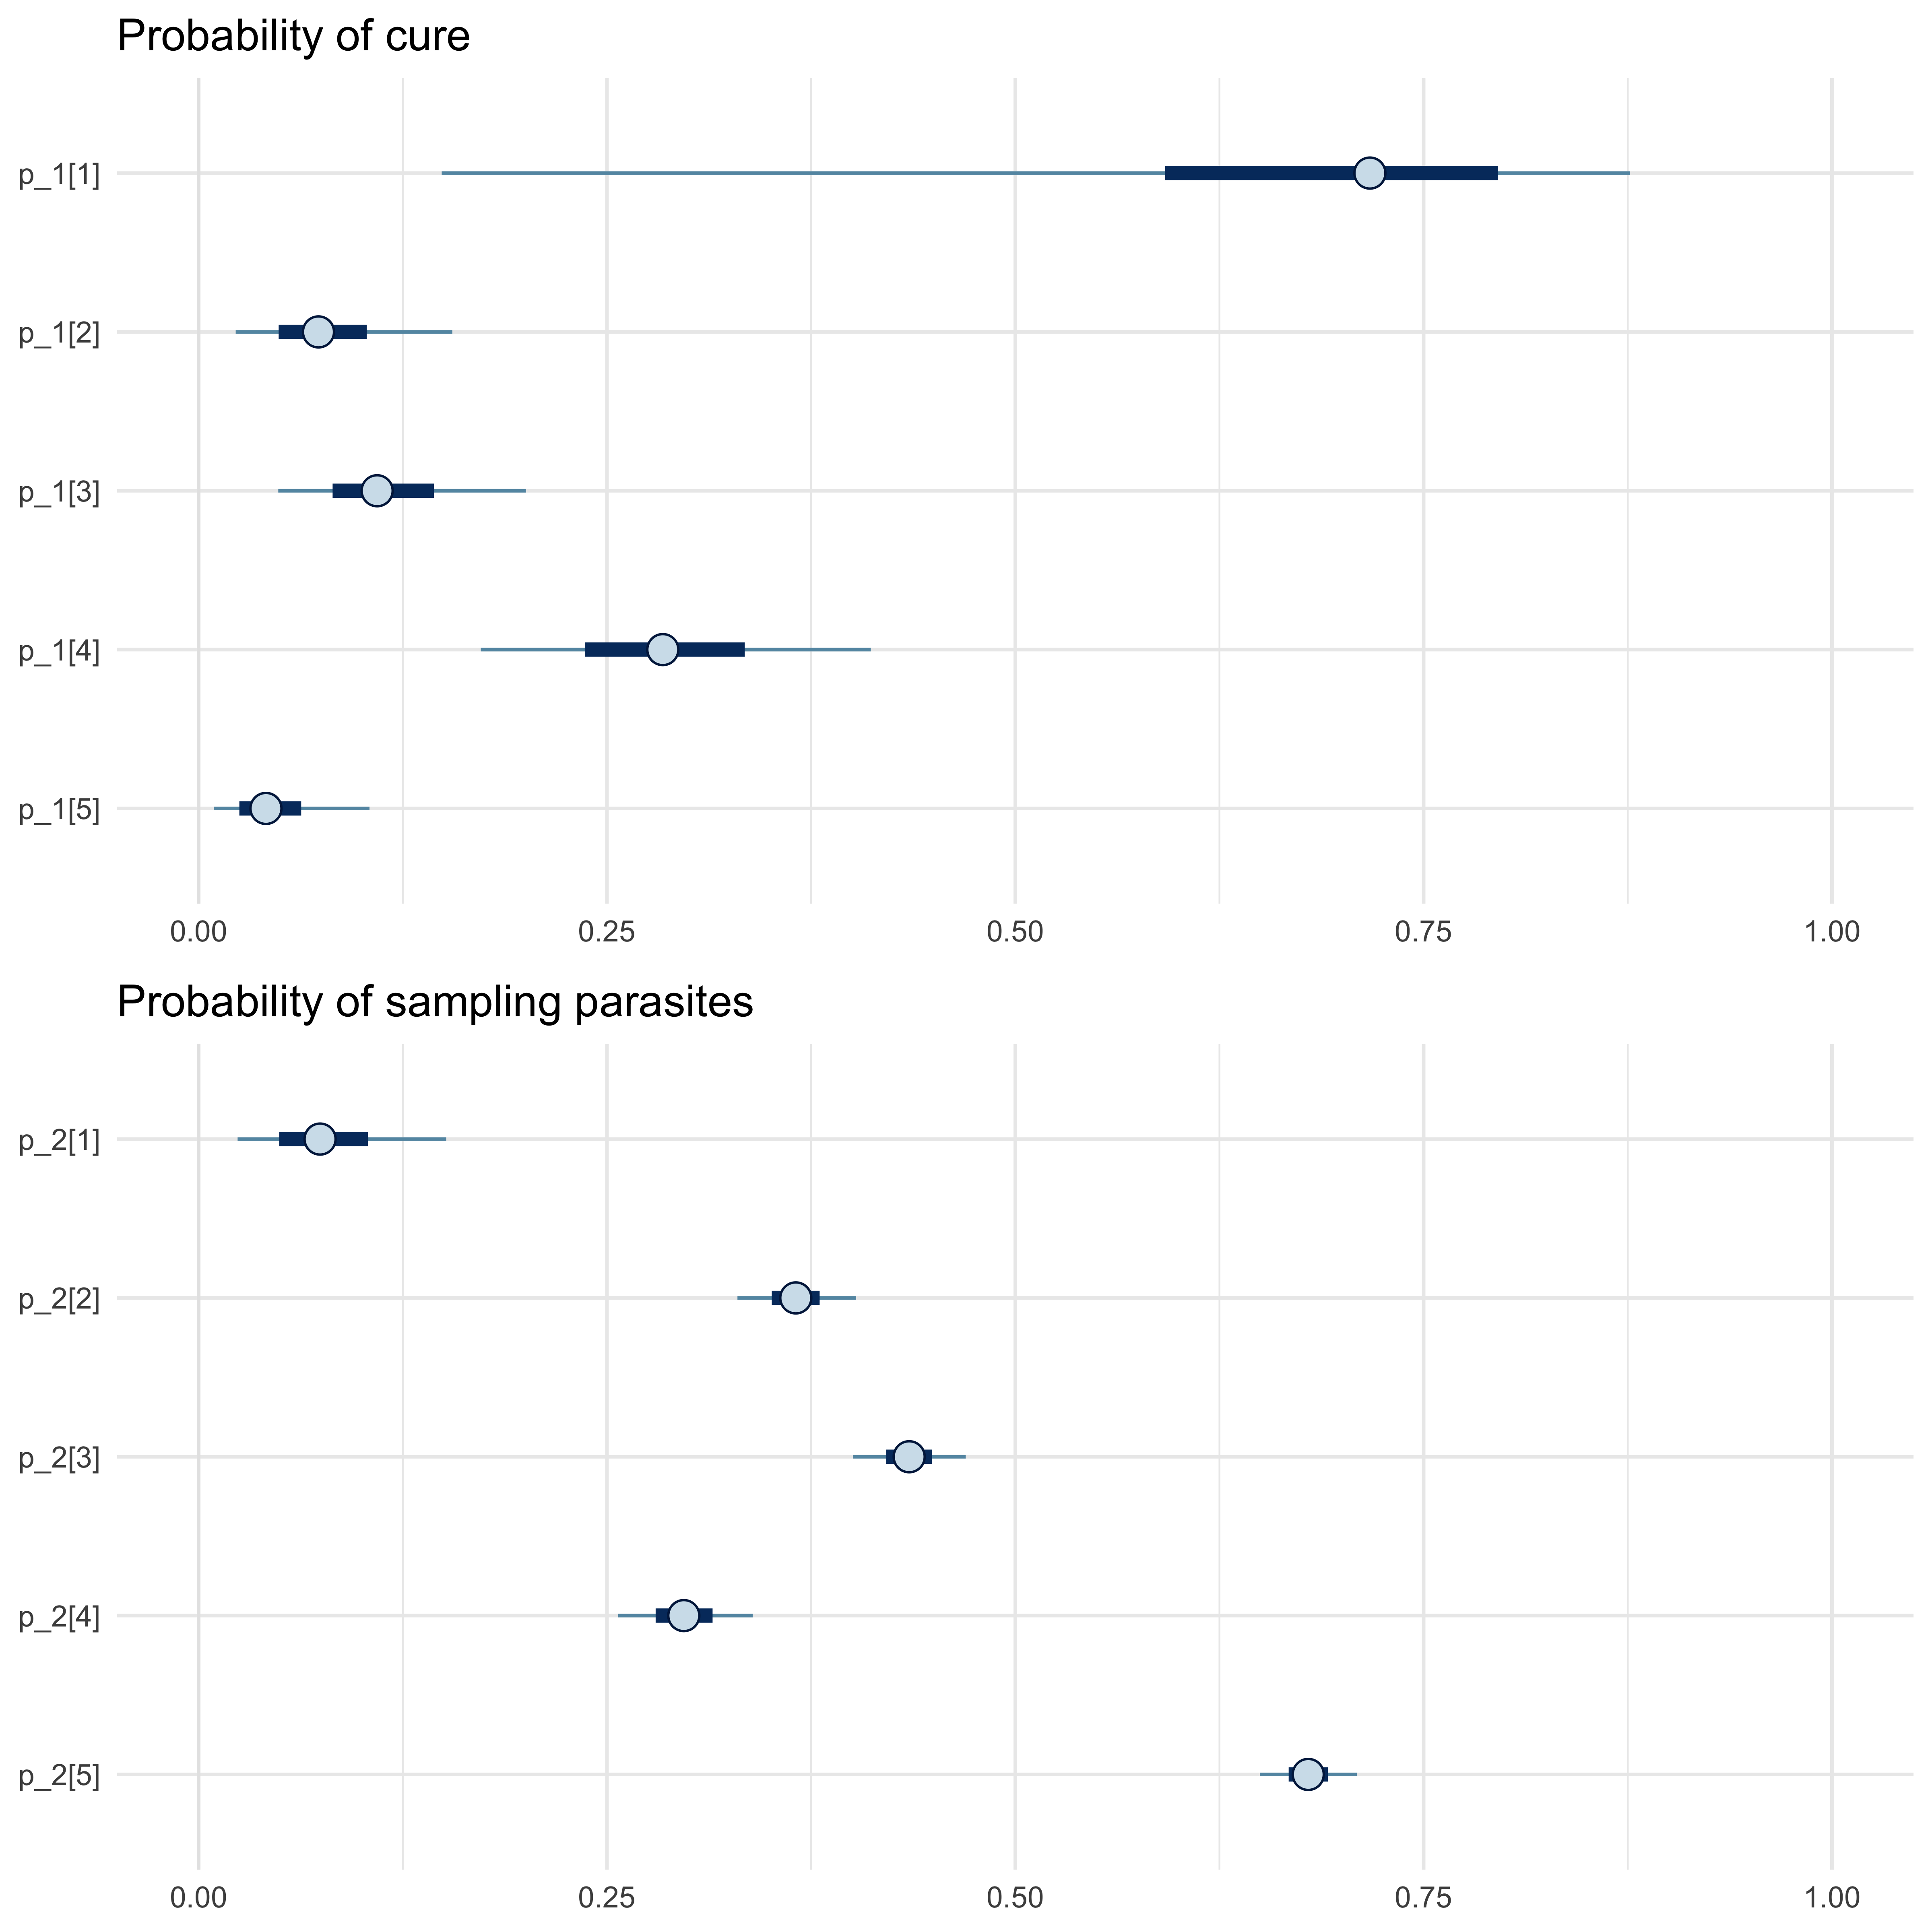 Probability of cure
p_1[1]
p_1[2]
p_1[3]
p_1[4]
p_1[5]
0.00 0.25 0.50 0.75 1.00
Probability of sampling parasites
p_2[1]
p_2[2]
p_2[3]
p_2[4]
p_2[5]
0.00 0.25 0.50 0.75 1.00